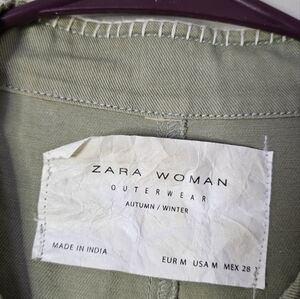 ZARA WOMAN
OUTERWEAR
AUTUMN / WINTER
MADE IN INDIA
EUR M USA M MEX 28